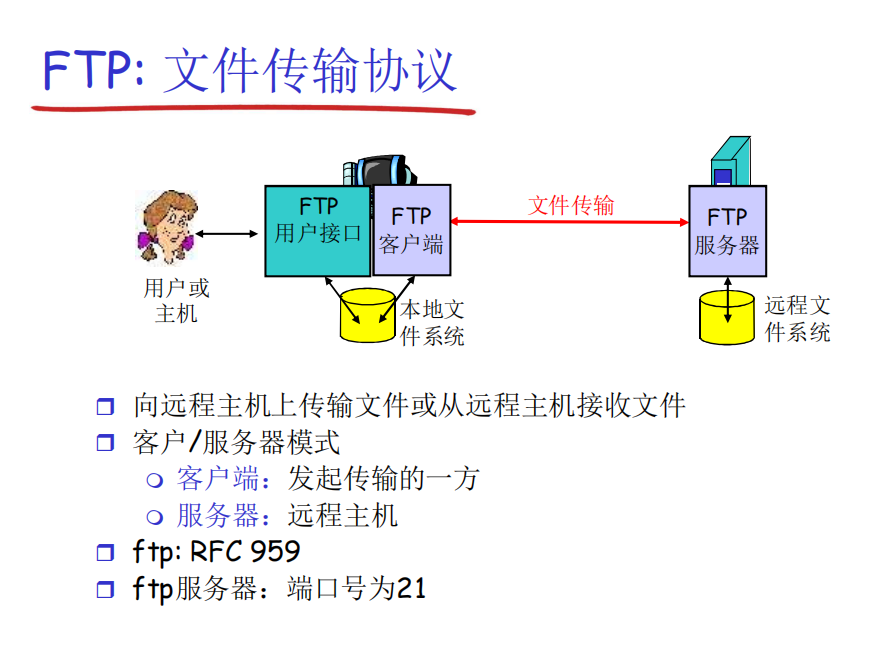 FTP: 文件传输协议
FTP
用户接口
FTP
客户端
文件传输
FTP
服务器
用户或
主机
本地文
件系统
远程文
件系统
向远程主机上传输文件或从远程主机接收文件
客户/服务器模式
客户端：发起传输的一方
服务器：远程主机
ftp: RFC 959
ftp服务器：端口号为21